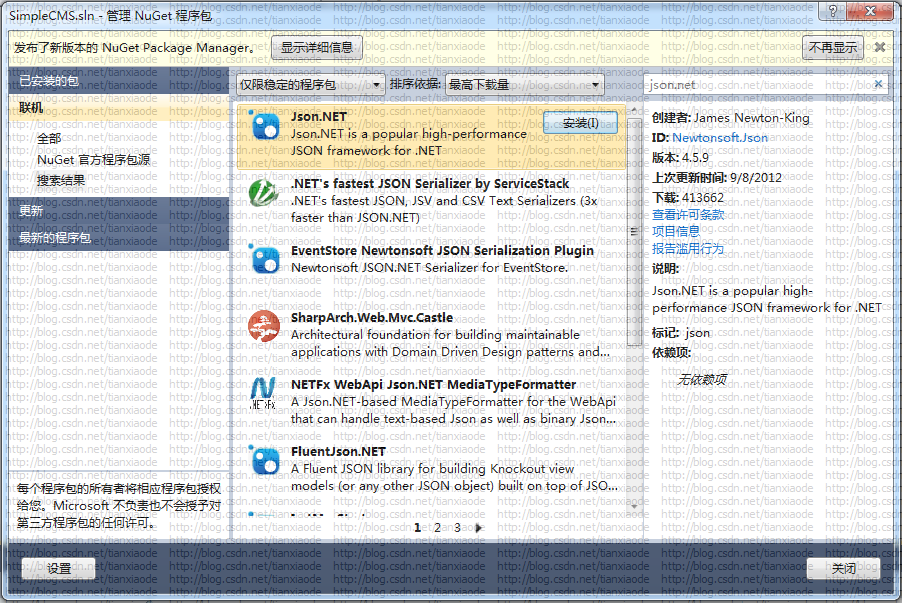 SimpleCMS.sln - 管理 NuGet 程序包
发布了新版本的 NuGet Package Manager。
显示详细信息
不再显示
已安装的包
联机
全部
NuGet 官方程序包源
搜索结果
更新
最新的程序包
每个程序包的所有者将相应程序包授权
给您。Microsoft 不负责也不会授予对
第三方程序包的任何许可。
设置
仅限稳定的程序包
排序依据:
最高下载量
Json.NET
Json.NET is a popular high-performance
JSON framework for .NET
安装(I)
.NET's fastest JSON Serializer by ServiceStack
.NET's fastest JSON, JSV and CSV Text Serializers (3x
faster than JSON.NET)
EventStore Newtonsoft JSON Serialization Plugin
Newtonsoft JSON.NET Serializer for EventStore.
SharpArch.Web.Mvc.Castle
Architectural foundation for building maintainable
applications with Domain Driven Design patterns and...
.NETFx
NETFx WebApi Json.NET MediaTypeFormatter
A Json.NET-based MediaTypeFormatter for the WebApi
that can handle text-based Json as well as binary Json...
FluentJson.NET
A Fluent JSON library for building Knockout view
models (or any other JSON object) built on top of JSO...
1 2 3
json.net
创建者: James Newton-King
ID: Newtonsoft.Json
版本: 4.5.9
上次更新时间: 9/8/2012
下载: 413662
查看许可条款
项目信息
报告滥用行为
说明:
Json.NET is a popular high-
performance JSON framework for .NET
标记: json
依赖项:
无依赖项
关闭
http://blog.csdn.net/tianxiaode